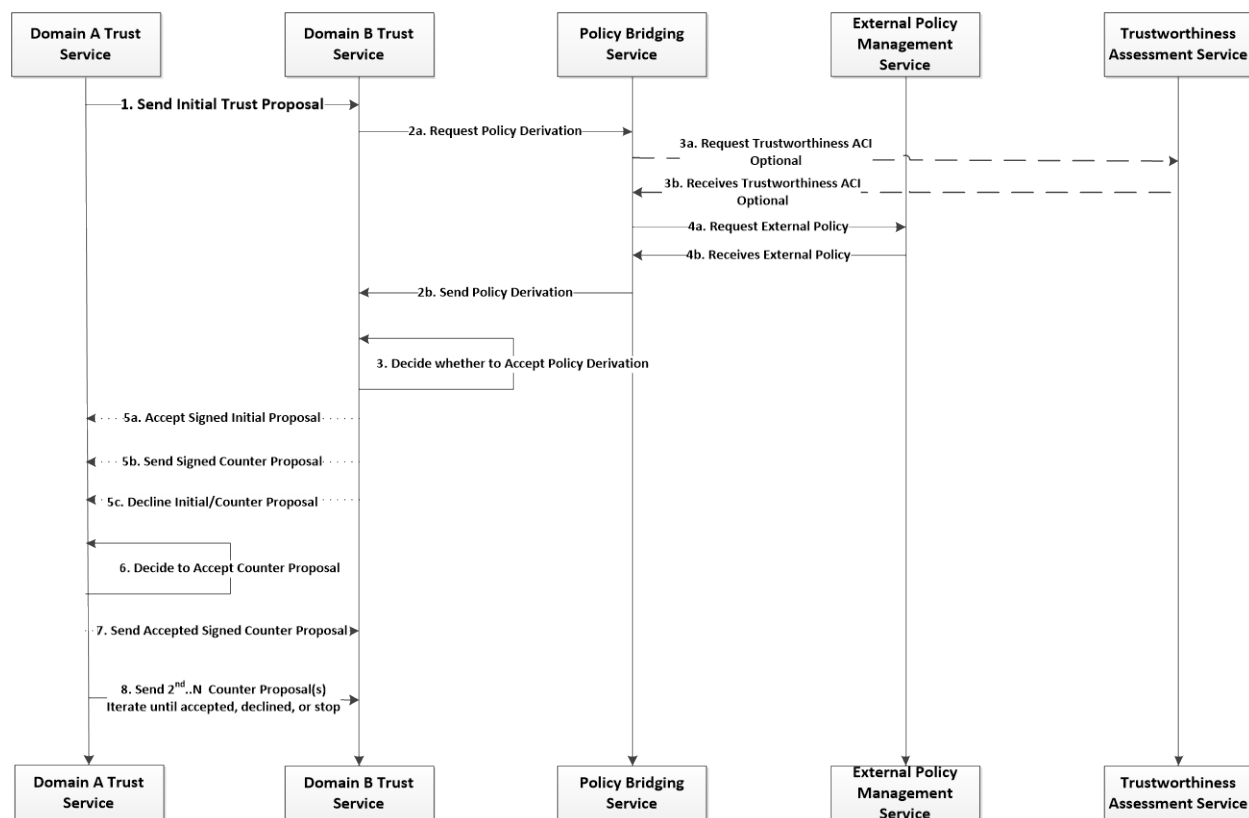 Domain A Trust
Service
Domain B Trust
Service
Policy Bridging
Service
External Policy
Management
Service
Trustworthiness
Assessment Service
1. Send Initial Trust Proposal
2a. Request Policy Derivation
3a. Request Trustworthiness ACI
Optional
3b. Receives Trustworthiness ACI
Optional
4a. Request External Policy
4b. Receives External Policy
2b. Send Policy Derivation
3. Decide whether to Accept Policy Derivation
5a. Accept Signed Initial Proposal
5b. Send Signed Counter Proposal
5c. Decline Initial/Counter Proposal
6. Decide to Accept Counter Proposal
7. Send Accepted Signed Counter Proposal
8. Send 2nd..N Counter Proposal(s)
Iterate until accepted, declined, or stop
Domain A Trust
Service
Domain B Trust
Service
Policy Bridging
Service
External Policy
Management
Service
Trustworthiness
Assessment Service